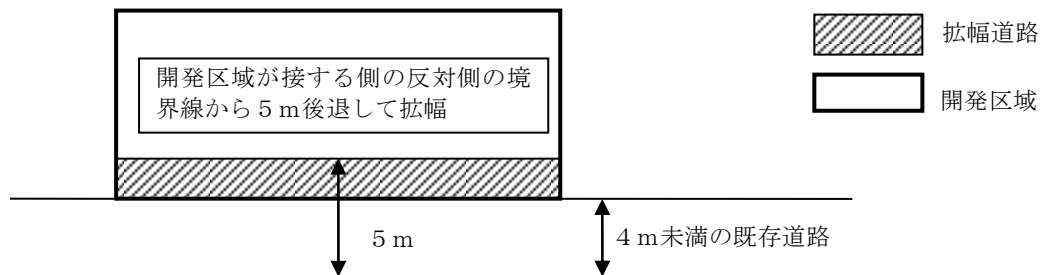 拡幅道路
開発区域が接する側の反対側の境
界線から５ｍ後退して拡幅
開発区域
５ｍ
４ｍ未満の既存道路